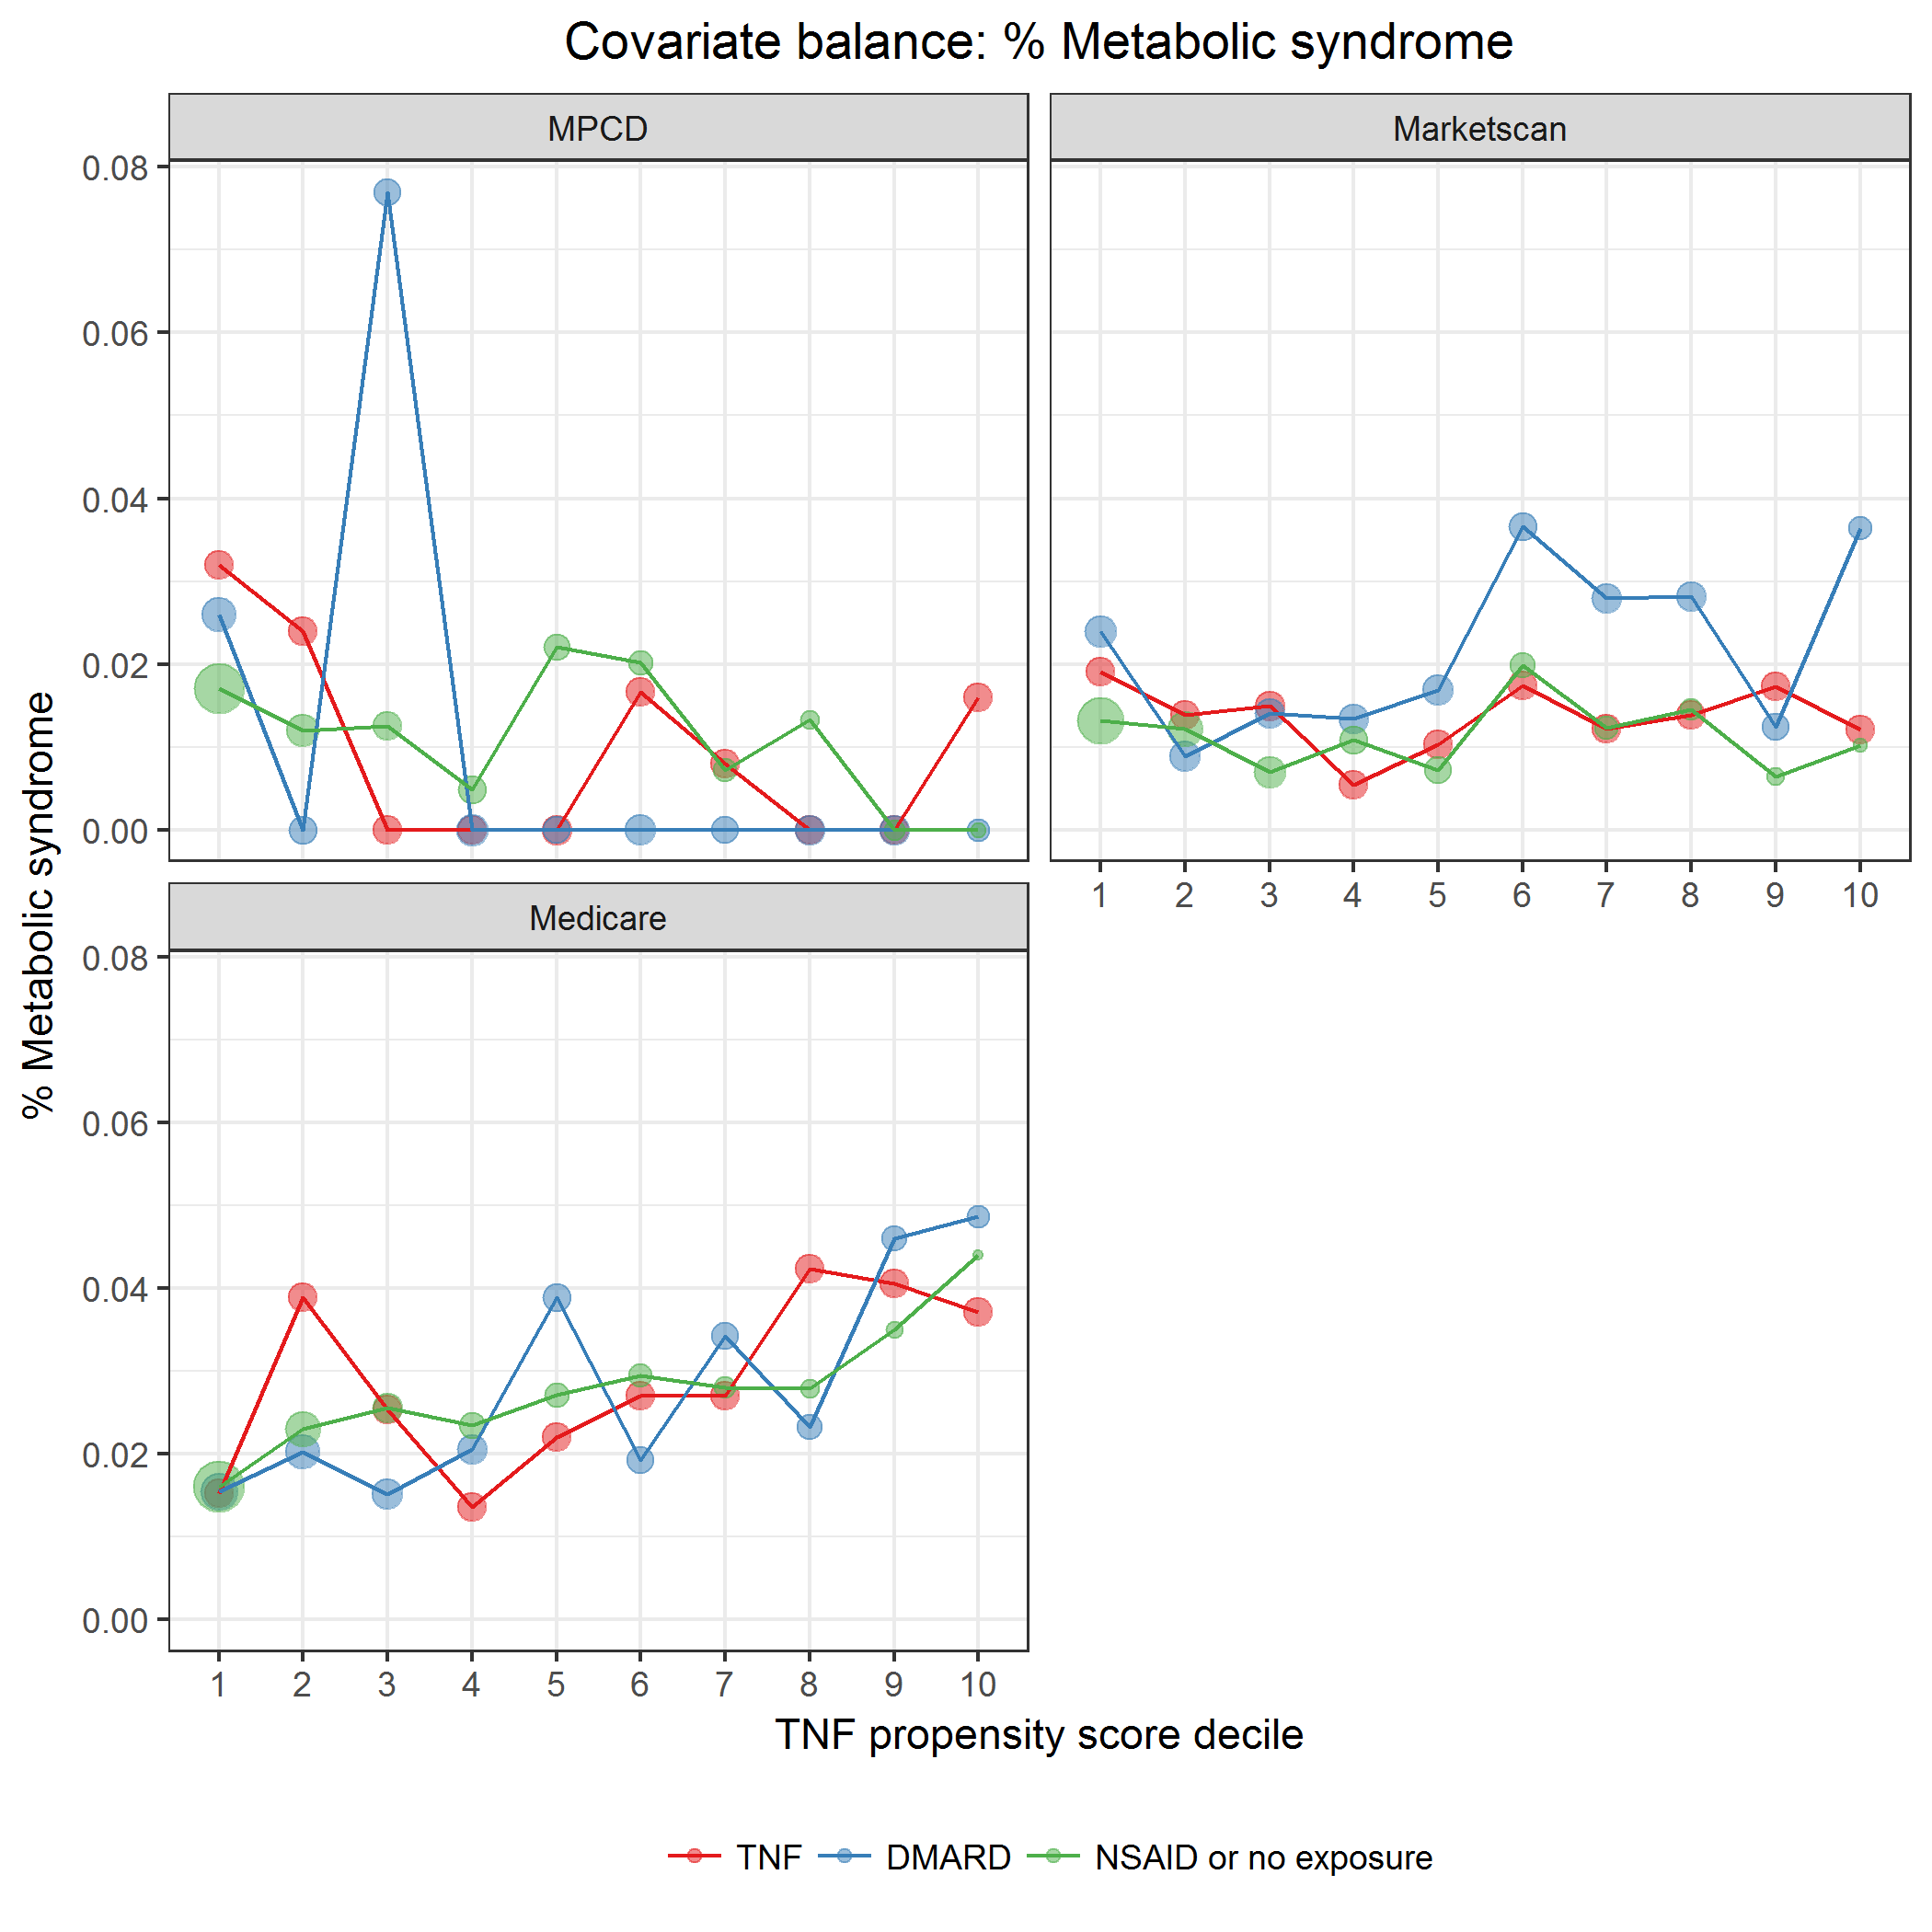 Covariate balance: % Metabolic syndrome
MPCD
Marketscan
0.08
0.06
0.04
0.02
0.00
1 2 3 4 5 6 7 8 9 10
Medicare
0.08
0.06
0.04
0.02
0.00
1 2 3 4 5 6 7 8 9 10
% Metabolic syndrome
TNF propensity score decile
TNF DMARD NSAID or no exposure